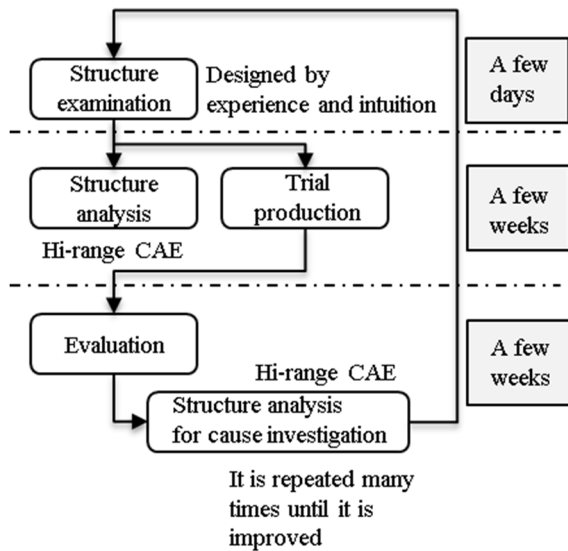 Structure
examination
Designed by
experience and intuition
A few
days
Structure
analysis
Trial
production
Hi-range CAE
A few
weeks
Evaluation
Hi-range CAE
Structure analysis
for cause investigation
A few
weeks
It is repeated many
times until it is
improved